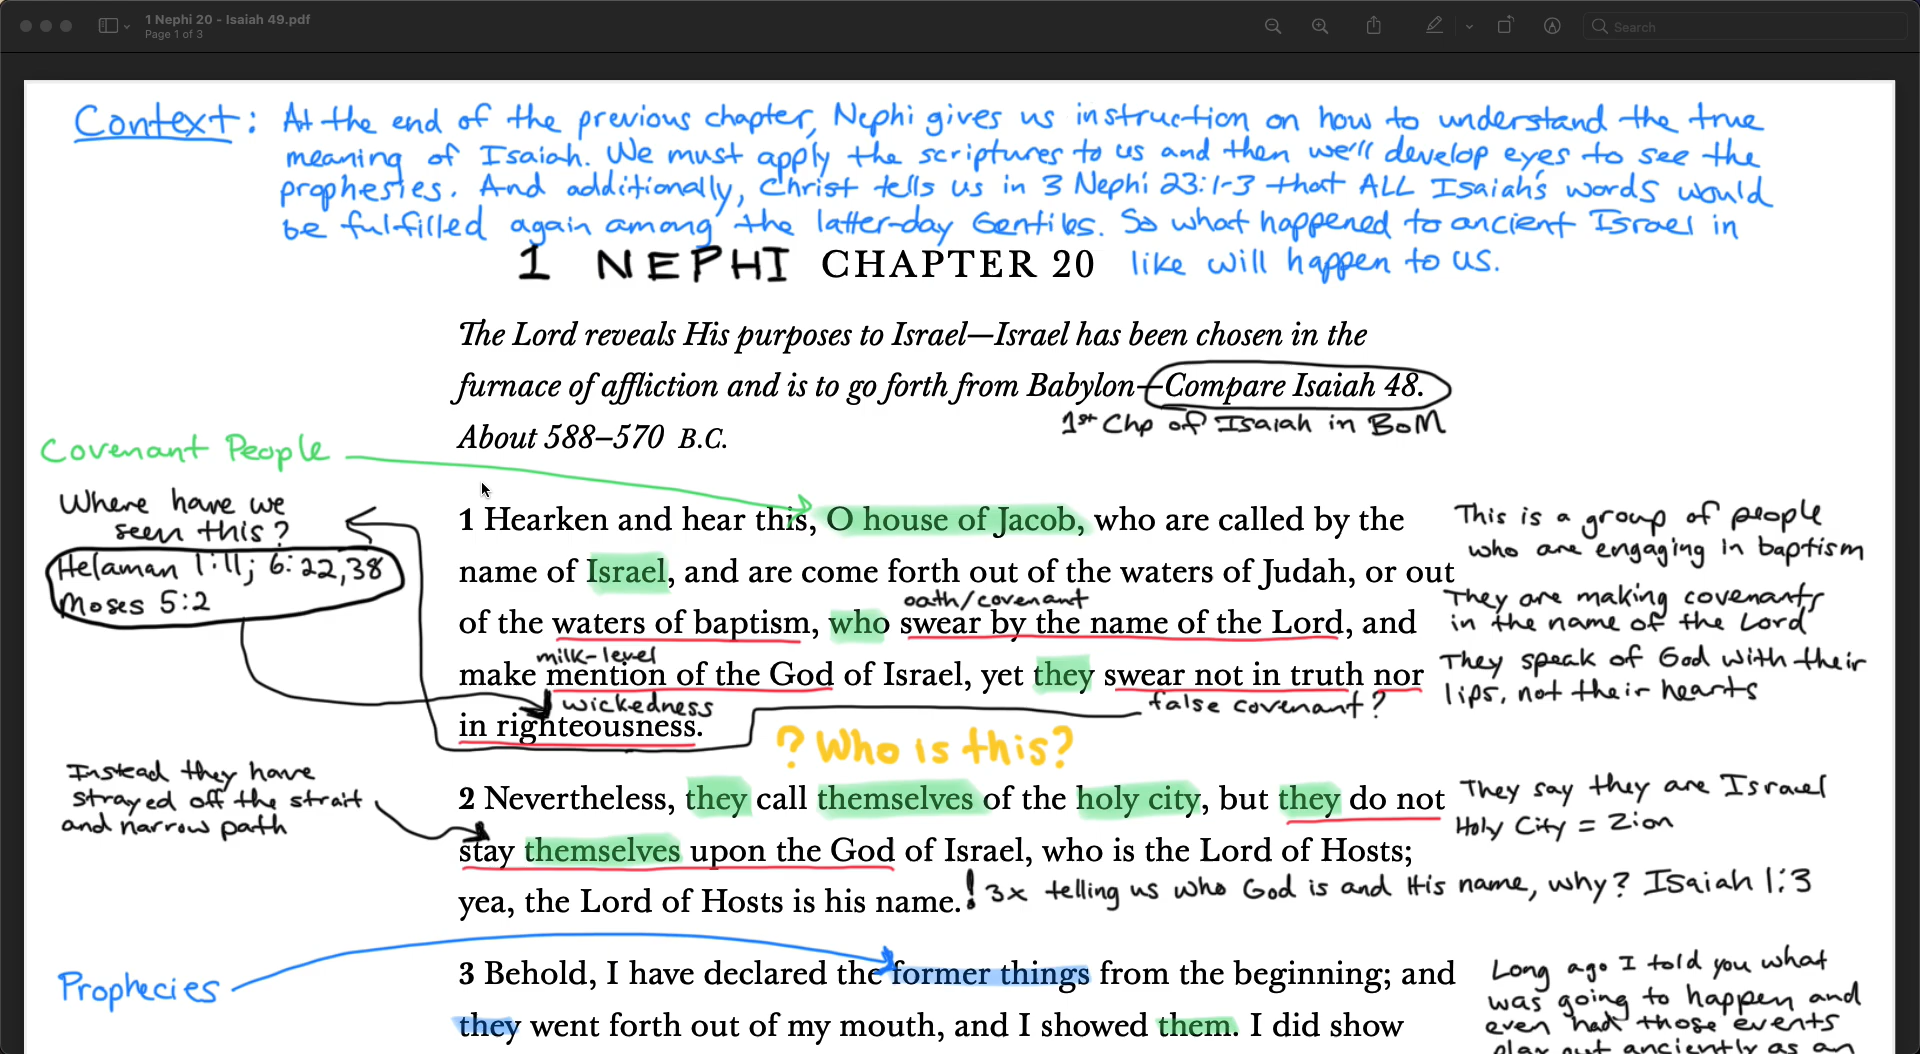 1 Nephi 20 - Isaiah 49.pdf
Page 1 of 3
Search
Context: At the end of the previous chapter, Nephi gives us instruction on how to understand the true
meaning of Isaiah. We must apply the scriptures to us and then we'll develop eyes to see the
prophesies. And additionally, Christ tells us in 3 Nephi 23:1-3 that ALL Isaiah's words would
be fulfilled again among the latter-day Gentiles. So what happened to ancient Israel in
like will happen to us.
1 NEPHI CHAPTER 20
The Lord reveals His purposes to Israel—Israel has been chosen in the
furnace of affliction and is to go forth from Babylon—Compare Isaiah 48.
1st Chp of Isaiah in BoM
About 588–570 B.C.
Covenant People
Where have we
seen this?
Helaman 1:11; 6:22,38
Moses 5:2
1 Hearken and hear this, O house of Jacob, who are called by the
name of Israel, and are come forth out of the waters of Judah, or out
oath/covenant
of the waters of baptism, who swear by the name of the Lord, and
milk-level
make mention of the God of Israel, yet they swear not in truth nor
wickedness
false covenant?
in righteousness.
This is a group of people
who are engaging in baptism
They are making covenants
in the name of the Lord
They speak of God with their
lips, not their hearts
? Who is this?
Instead they have
strayed off the strait
and narrow path
2 Nevertheless, they call themselves of the holy city, but they do not
stay themselves upon the God of Israel, who is the Lord of Hosts;
yea, the Lord of Hosts is his name.
They say they are Israel
Holy City = Zion
! 3x telling us who God is and His name, why? Isaiah 1:3
Prophecies
3 Behold, I have declared the former things from the beginning; and
they went forth out of my mouth, and I showed them. I did show
Long ago I told you what
was going to happen and
even had those events
play out anciently as an